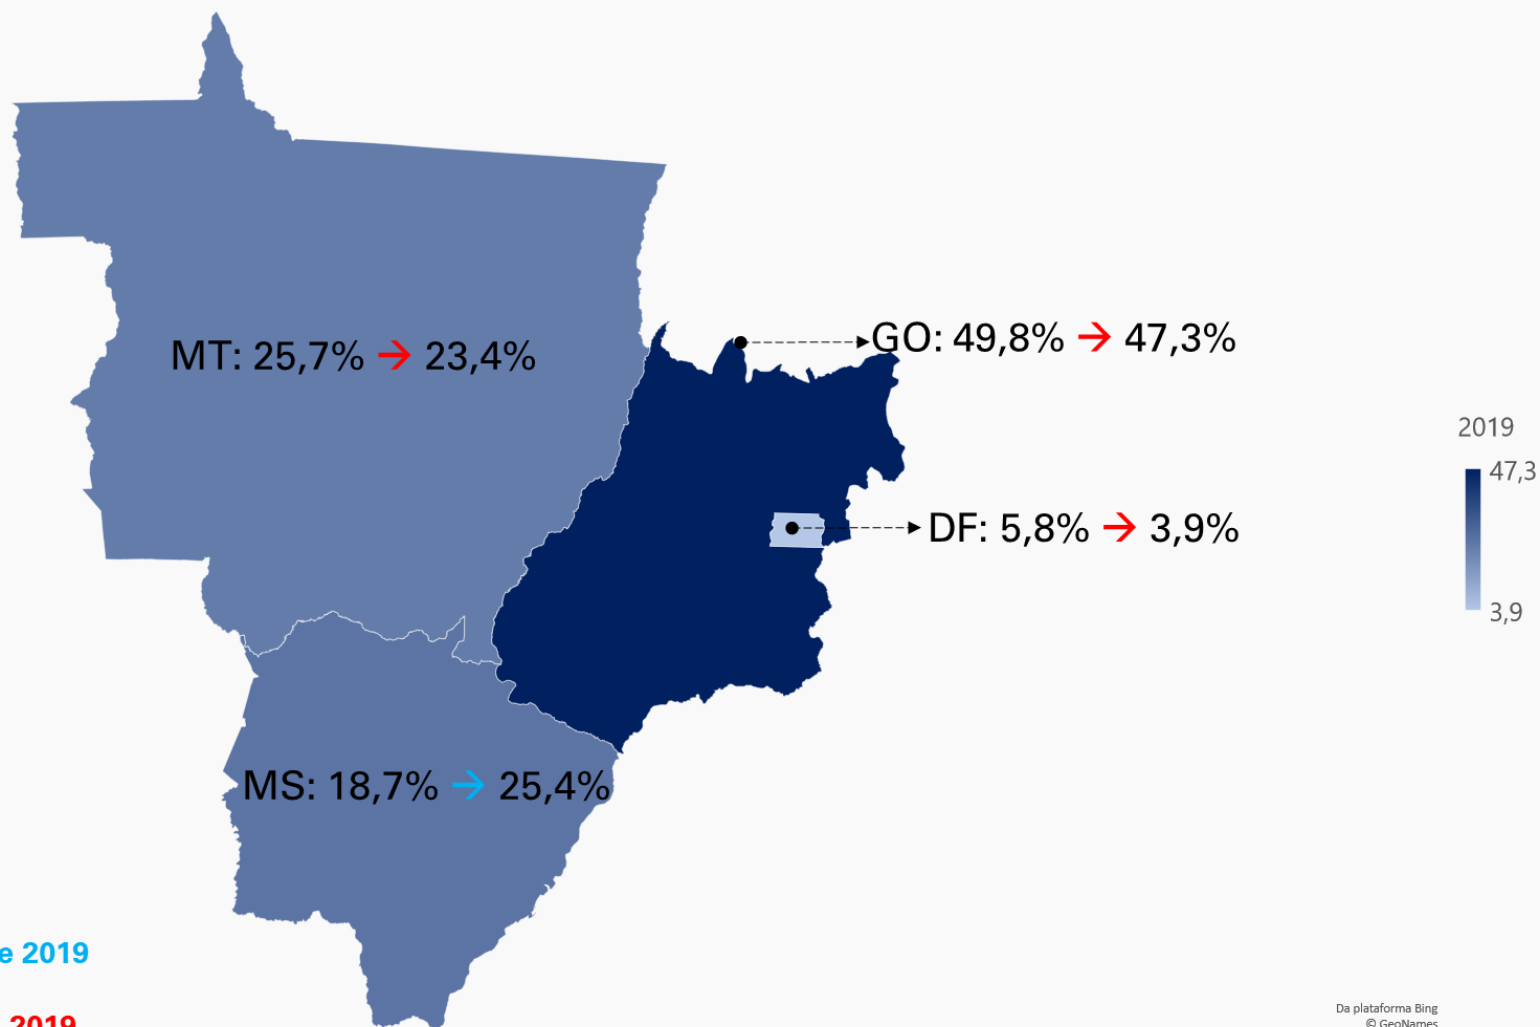 MT: 25,7% → 23,4%
GO: 49,8% → 47,3%
2019
47,3
3,9
DF: 5,8% → 3,9%
MS: 18,7% → 25,4%
e 2019
2019
Da plataforma Bing
© GeoNames